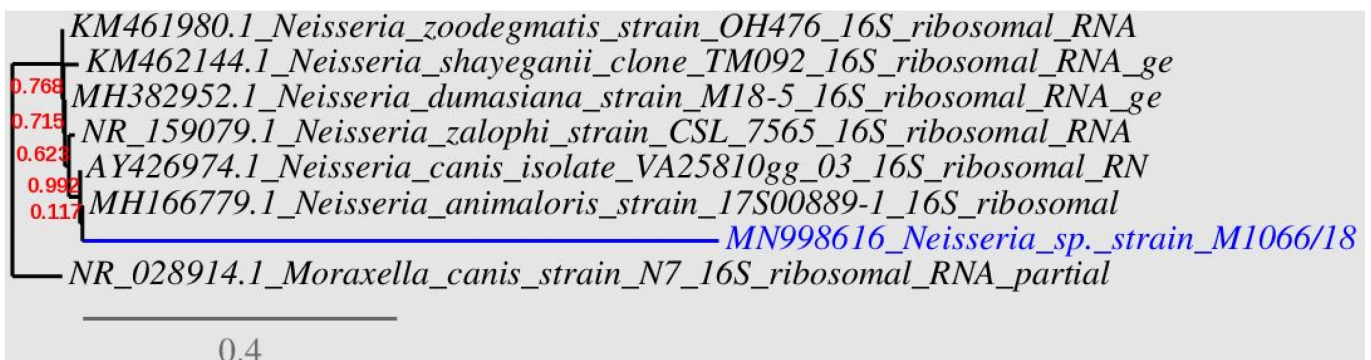 KM461980.1_Neisseria_zoodegmatis_strain_OH476_16S_ribosomal_RNA
KM462144.1_Neisseria_shayeganii_clone_TM092_16S_ribosomal_RNA_ge
0.768
MH382952.1_Neisseria_dumasiana_strain_M18-5_16S_ribosomal_RNA_ge
0.715
NR_159079.1_Neisseria_zalophi_strain_CSL_7565_16S_ribosomal_RNA
0.623
AY426974.1_Neisseria_canis_isolate_VA25810gg_03_16S_ribosomal_RN
0.992
MH166779.1_Neisseria_animaloris_strain_17S00889-1_16S_ribosomal
0.117
MN998616_Neisseria_sp._strain_M1066/18
NR_028914.1_Moraxella_canis_strain_N7_16S_ribosomal_RNA_partial
0.4